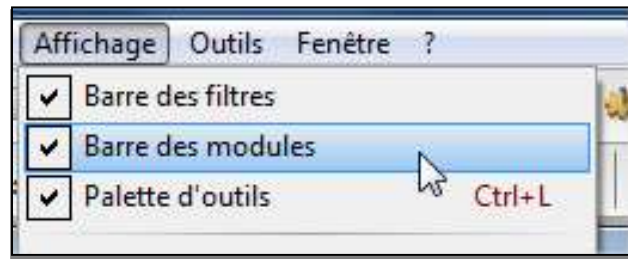 Affichage Outils Fenêtre ?
Barre des filtres
Barre des modules
Palette d'outils Ctrl+L